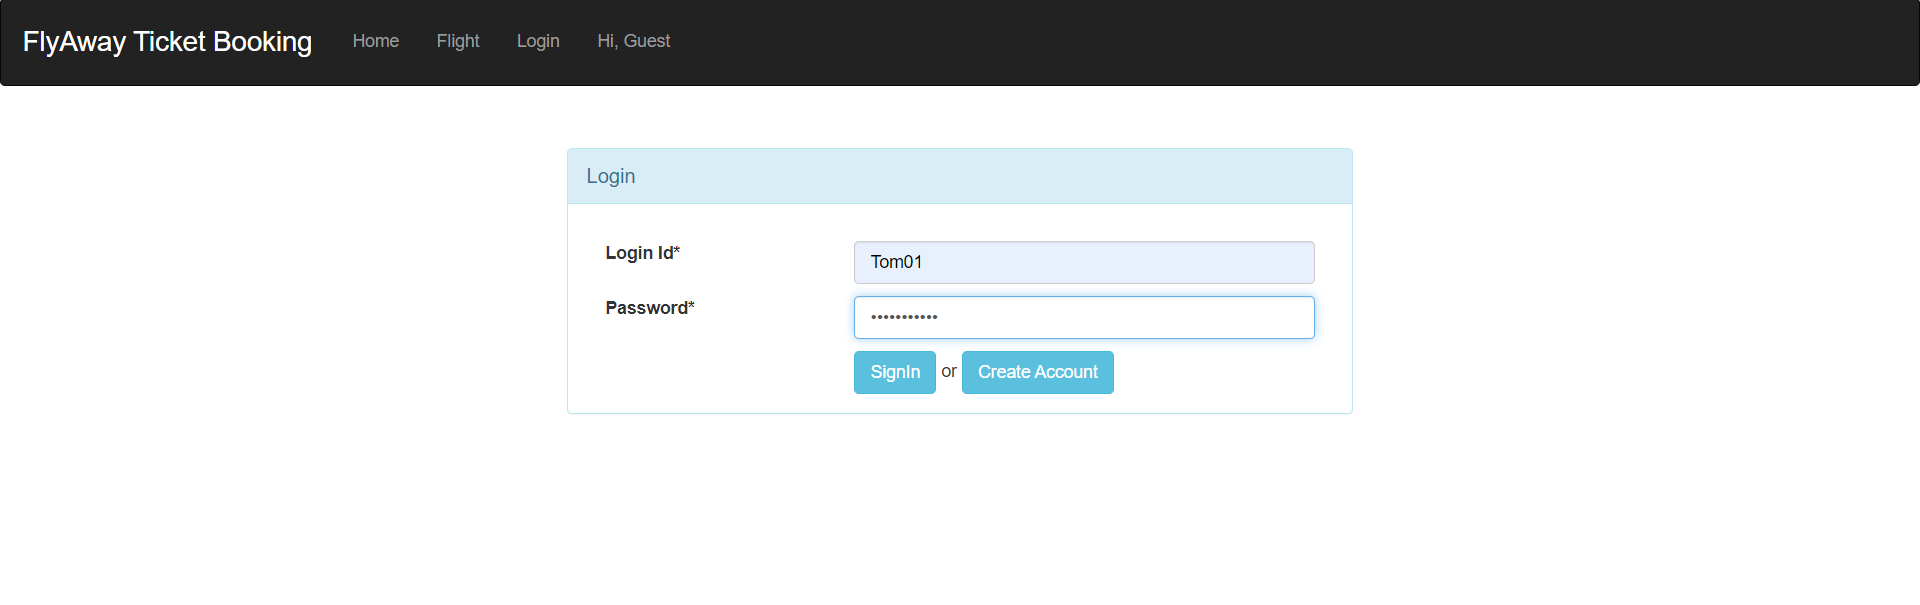 FlyAway Ticket Booking Home Flight Login Hi, Guest
Login
Login Id* Tom01
Password* •••••••••••
SignIn or Create Account